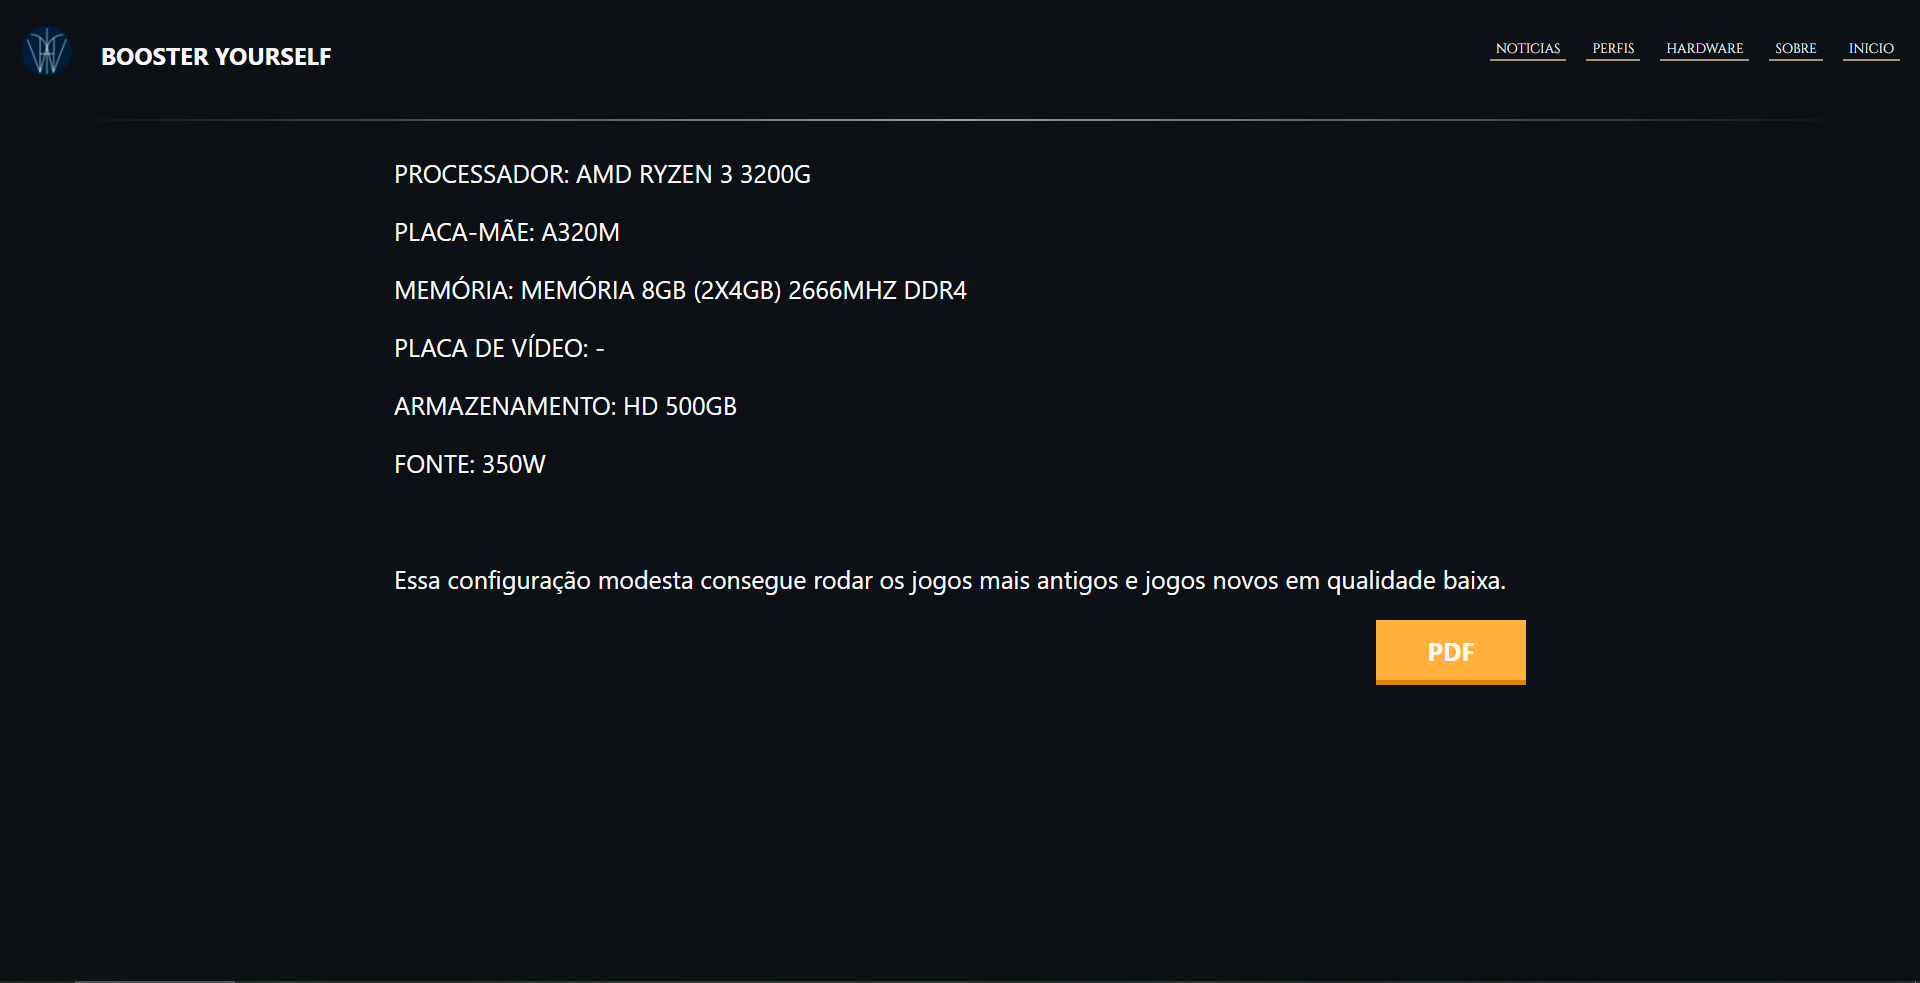 BOOSTER YOURSELF
NOTICIAS PERFIS HARDWARE SOBRE INICIO
PROCESSADOR: AMD RYZEN 3 3200G
PLACA-MÃE: A320M
MEMÓRIA: MEMÓRIA 8GB (2X4GB) 2666MHZ DDR4
PLACA DE VÍDEO: -
ARMAZENAMENTO: HD 500GB
FONTE: 350W
Essa configuração modesta consegue rodar os jogos mais antigos e jogos novos em qualidade baixa.
PDF